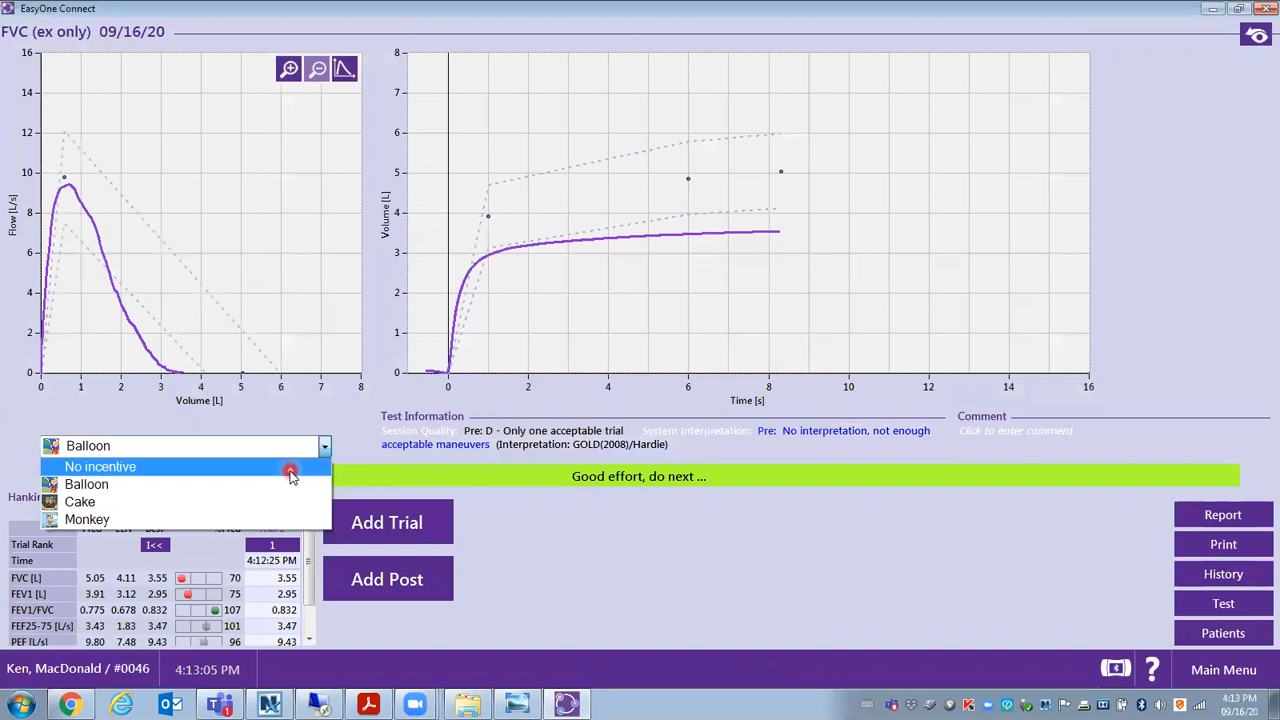 EasyOne Connect
FVC (ex only) 09/16/20
16
14
12
10
8
6
4
2
0
Flow [L/s]
0 1 2 3 4 5 6 7 8
Volume [L]
8
7
6
5
4
3
2
1
0
Volume [L]
0 2 4 6 8 10 12 14 16
Time [s]
Test Information
Session Quality: Pre: D - Only one acceptable trial System Interpretation: Pre: No interpretation, not enough
acceptable maneuvers (Interpretation: GOLD(2008)/Hardie)
Comment
Click to enter comment
Balloon
No incentive
Balloon
Cake
Monkey
Good effort, do next ...
Add Trial
Add Post
Trial Rank I<< 1
Time 4:12:25 PM
FVC [L] 5.05 4.11 3.55 70 3.55
FEV1 [L] 3.91 3.12 2.95 75 2.95
FEV1/FVC 0.775 0.678 0.832 107 0.832
FEF25-75 [L/s] 3.43 1.83 3.47 101 3.47
PEF [L/s] 9.80 7.48 9.43 96 9.43
Report
Print
History
Test
Patients
Ken, MacDonald / #0046 4:13:05 PM
? Main Menu
4:13 PM
09/16/20